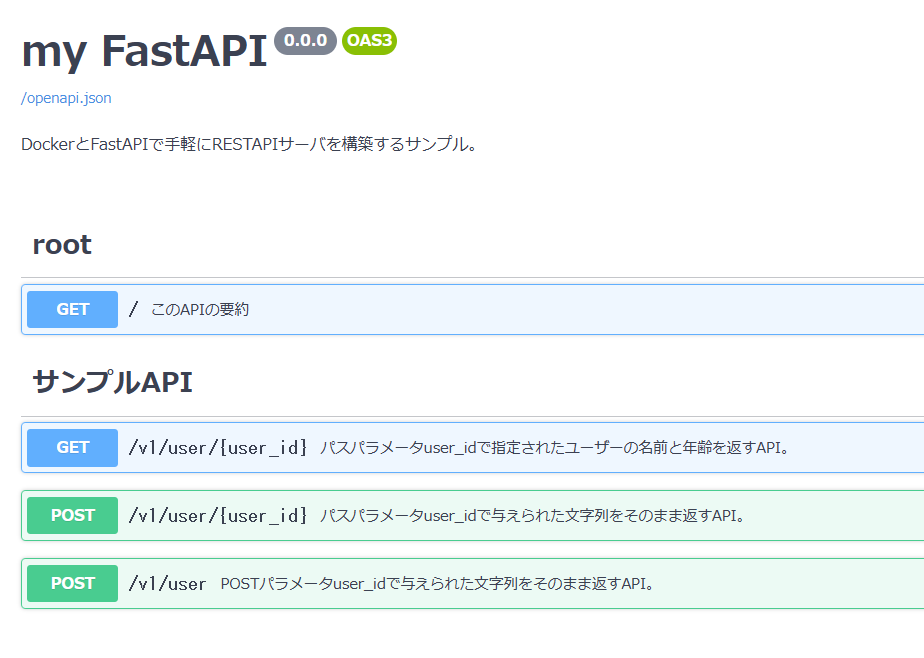 my FastAPI 0.0.0 OAS3
/openapi.json
DockerとFastAPIで手軽にRESTAPIサーバを構築するサンプル。
root
GET / このAPIの要約
サンプルAPI
GET /v1/user/{user_id} パスパラメータuser_idで指定されたユーザーの名前と年齢を返すAPI。
POST /v1/user/{user_id} パスパラメータuser_idで与えられた文字列をそのまま返すAPI。
POST /v1/user POSTパラメータuser_idで与えられた文字列をそのまま返すAPI。